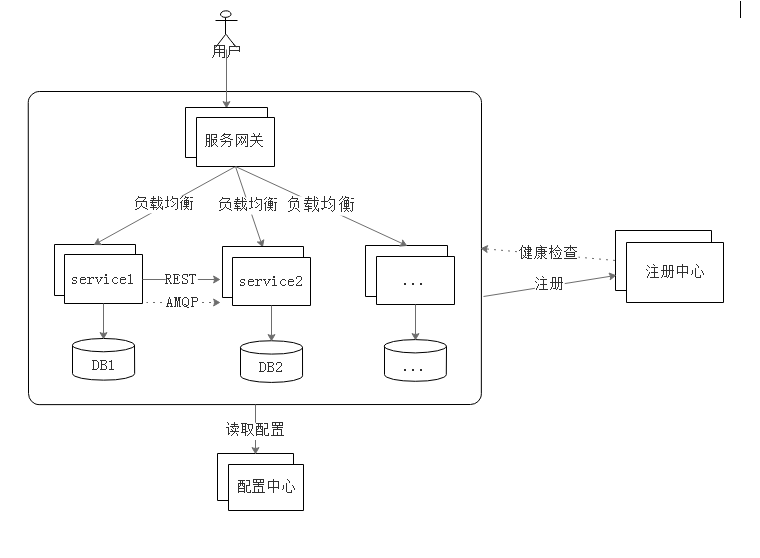 用户
服务网关
负载均衡
负载均衡
负载均衡
service1
REST
AMQP
service2
...
健康检查
注册
注册中心
DB1
DB2
...
读取配置
配置中心